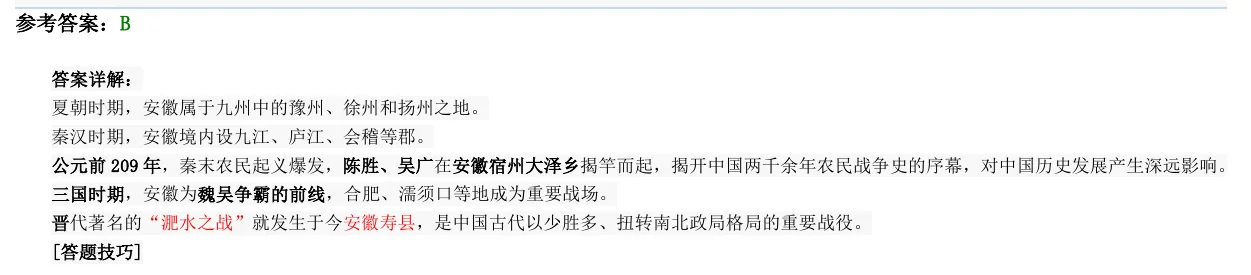 参考答案：B
答案详解：
夏朝时期，安徽属于九州中的豫州、徐州和扬州之地。
秦汉时期，安徽境内设九江、庐江、会稽等郡。
公元前 209 年，秦末农民起义爆发，陈胜、吴广在安徽宿州大泽乡揭竿而起，揭开中国两千余年农民战争史的序幕，对中国历史发展产生深远影响。
三国时期，安徽为魏吴争霸的前线，合肥、濡须口等地成为重要战场。
晋代著名的“淝水之战”就发生于今安徽寿县，是中国古代以少胜多、扭转南北政局格局的重要战役。
[答题技巧]